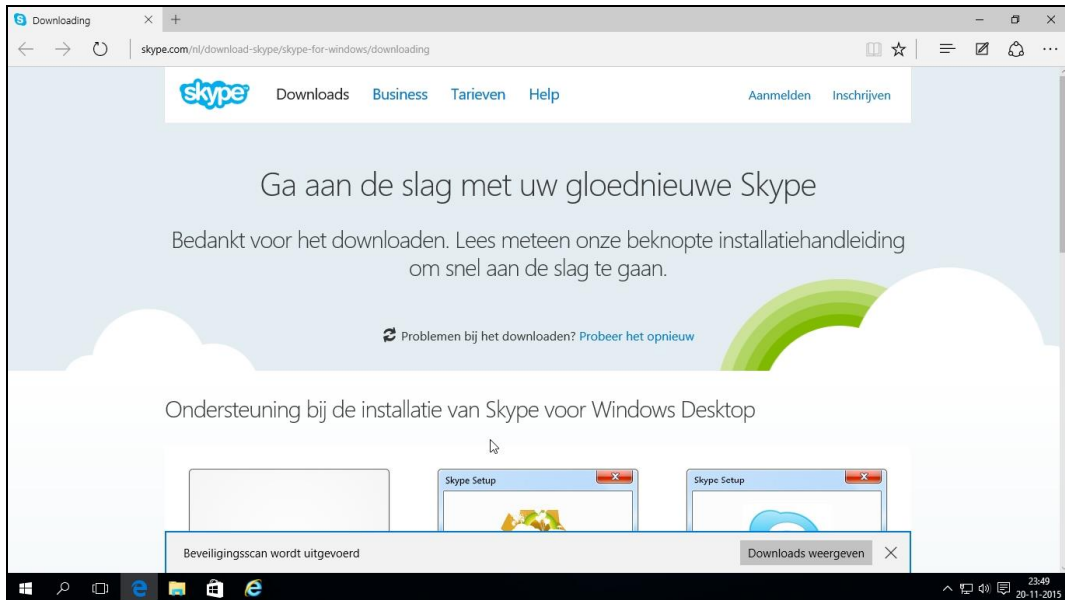 Downloading
skype.com/nl/download-skype/skype-for-windows/downloading
skype Downloads Business Tarieven Help Aanmelden Inschrijven
Ga aan de slag met uw gloednieuwe Skype
Bedankt voor het downloaden. Lees meteen onze beknopte installatiehandleiding
om snel aan de slag te gaan.
Problemen bij het downloaden? Probeer het opnieuw
Ondersteuning bij de installatie van Skype voor Windows Desktop
Skype Setup
Skype Setup
Beveiligingsscan wordt uitgevoerd
Downloads weergeven
23:49
20-11-2015